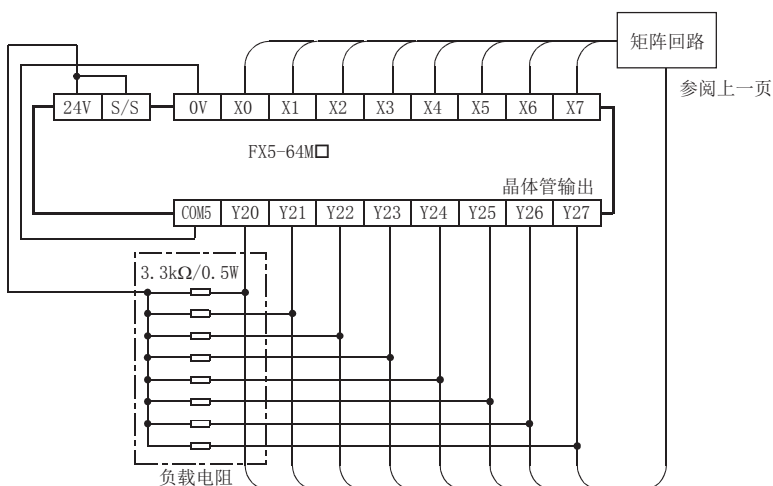 矩阵回路
参阅上一页
24V S/S 0V X0 X1 X2 X3 X4 X5 X6 X7
FX5-64M□
晶体管输出
COM5 Y20 Y21 Y22 Y23 Y24 Y25 Y26 Y27
3.3kΩ/0.5W
负载电阻